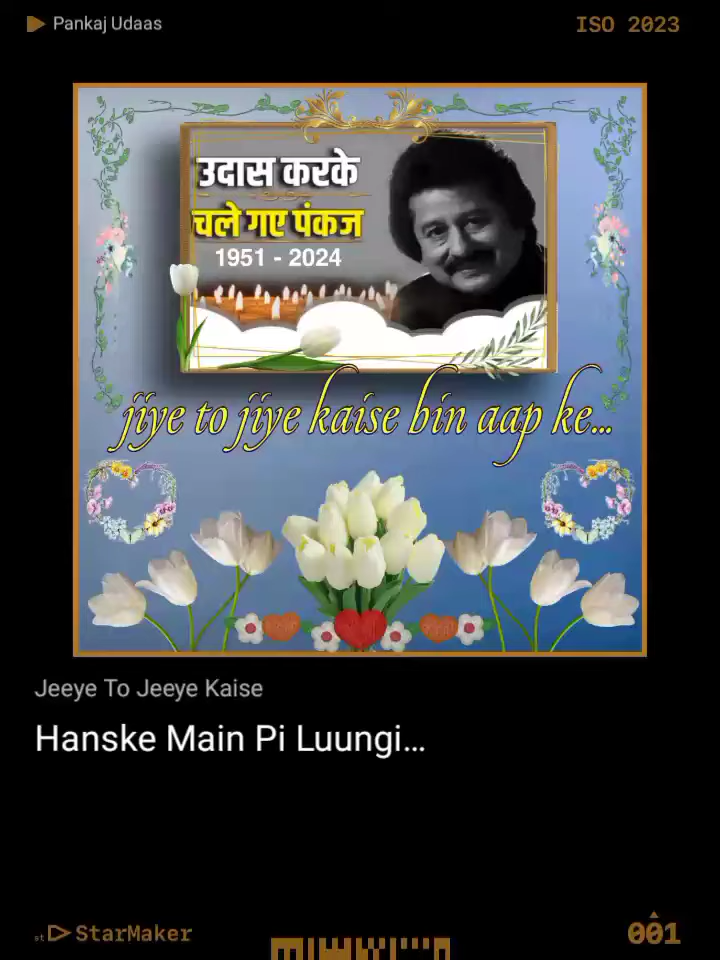 Pankaj Udaas
ISO 2023
उदास करके
चले गए पंकज
1951 - 2024
jiye to jiye kaise bin aap ke...
Jeeye To Jeeye Kaise
Hanske Main Pi Luungi...
st StarMaker
001